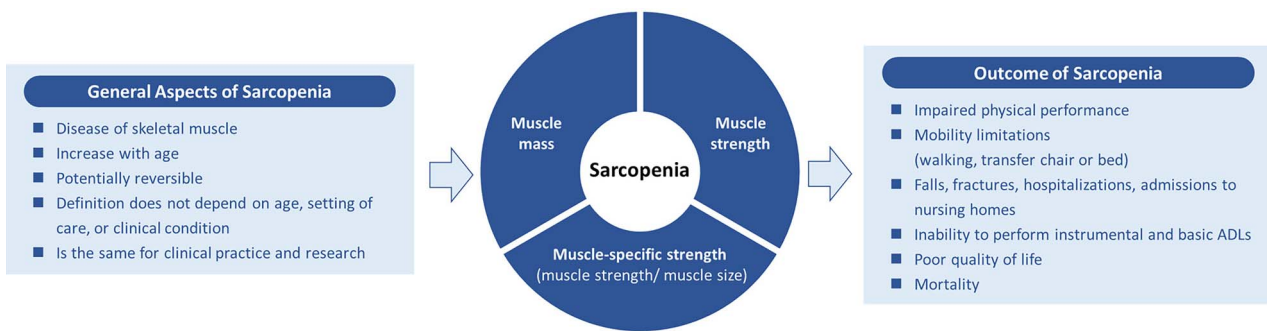 General Aspects of Sarcopenia
Disease of skeletal muscle
Increase with age
Potentially reversible
Definition does not depend on age, setting of
care, or clinical condition
Is the same for clinical practice and research
Muscle
mass
Muscle
strength
Sarcopenia
Muscle-specific strength
(muscle strength/ muscle size)
Outcome of Sarcopenia
Impaired physical performance
Mobility limitations
(walking, transfer chair or bed)
Falls, fractures, hospitalizations, admissions to
nursing homes
Inability to perform instrumental and basic ADLs
Poor quality of life
Mortality